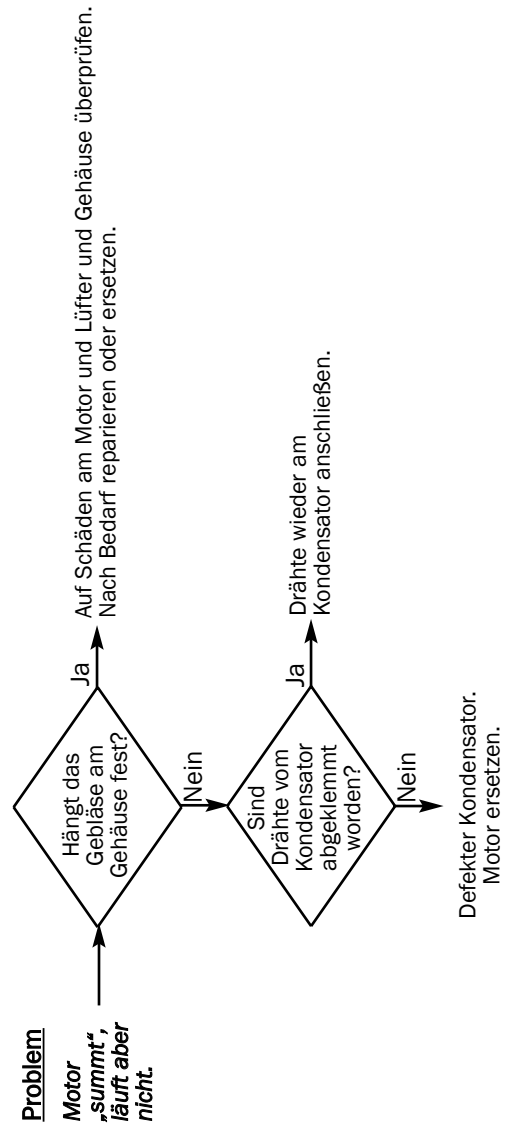 Problem
Motor
„summt“,
läuft aber
nicht.
Hängt das
Gebläse am
Gehäuse fest?
Ja
Auf Schäden am Motor und Lüfter und Gehäuse überprüfen.
Nach Bedarf reparieren oder ersetzen.
Nein
Sind
Drähte vom
Kondensator
abgeklemmt
worden?
Ja
Drähte wieder am
Kondensator anschließen.
Nein
Defekter Kondensator.
Motor ersetzen.